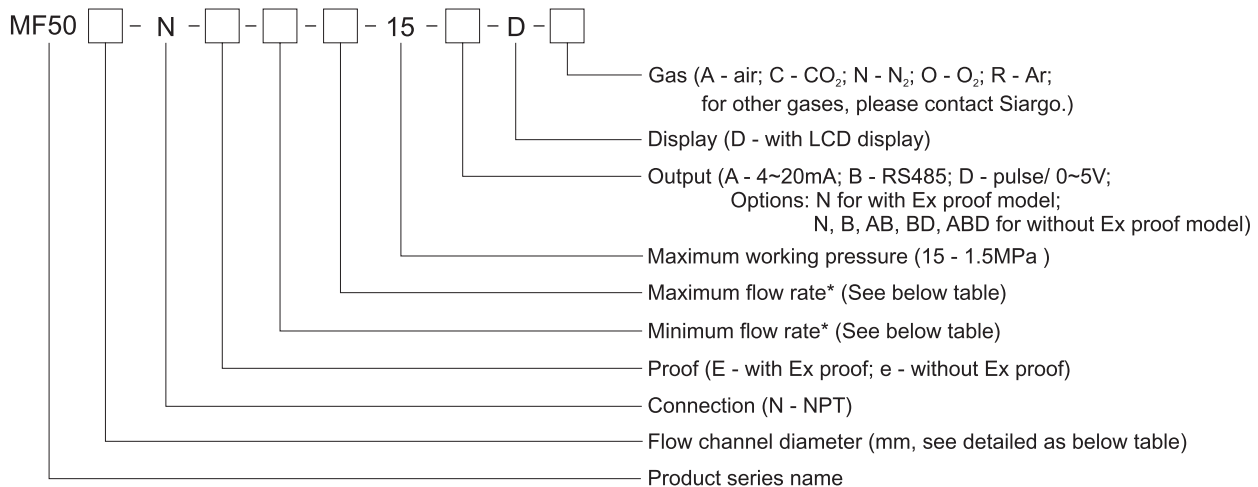 MF50 □ - N - □ - □ - □ - 15 - □ - D - □
Gas (A - air; C - CO₂; N - N₂; O - O₂; R - Ar;
for other gases, please contact Siargo.)
Display (D - with LCD display)
Output (A - 4~20mA; B - RS485; D - pulse/ 0~5V;
Options: N for with Ex proof model;
N, B, AB, BD, ABD for without Ex proof model)
Maximum working pressure (15 - 1.5MPa )
Maximum flow rate* (See below table)
Minimum flow rate* (See below table)
Proof (E - with Ex proof; e - without Ex proof)
Connection (N - NPT)
Flow channel diameter (mm, see detailed as below table)
Product series name